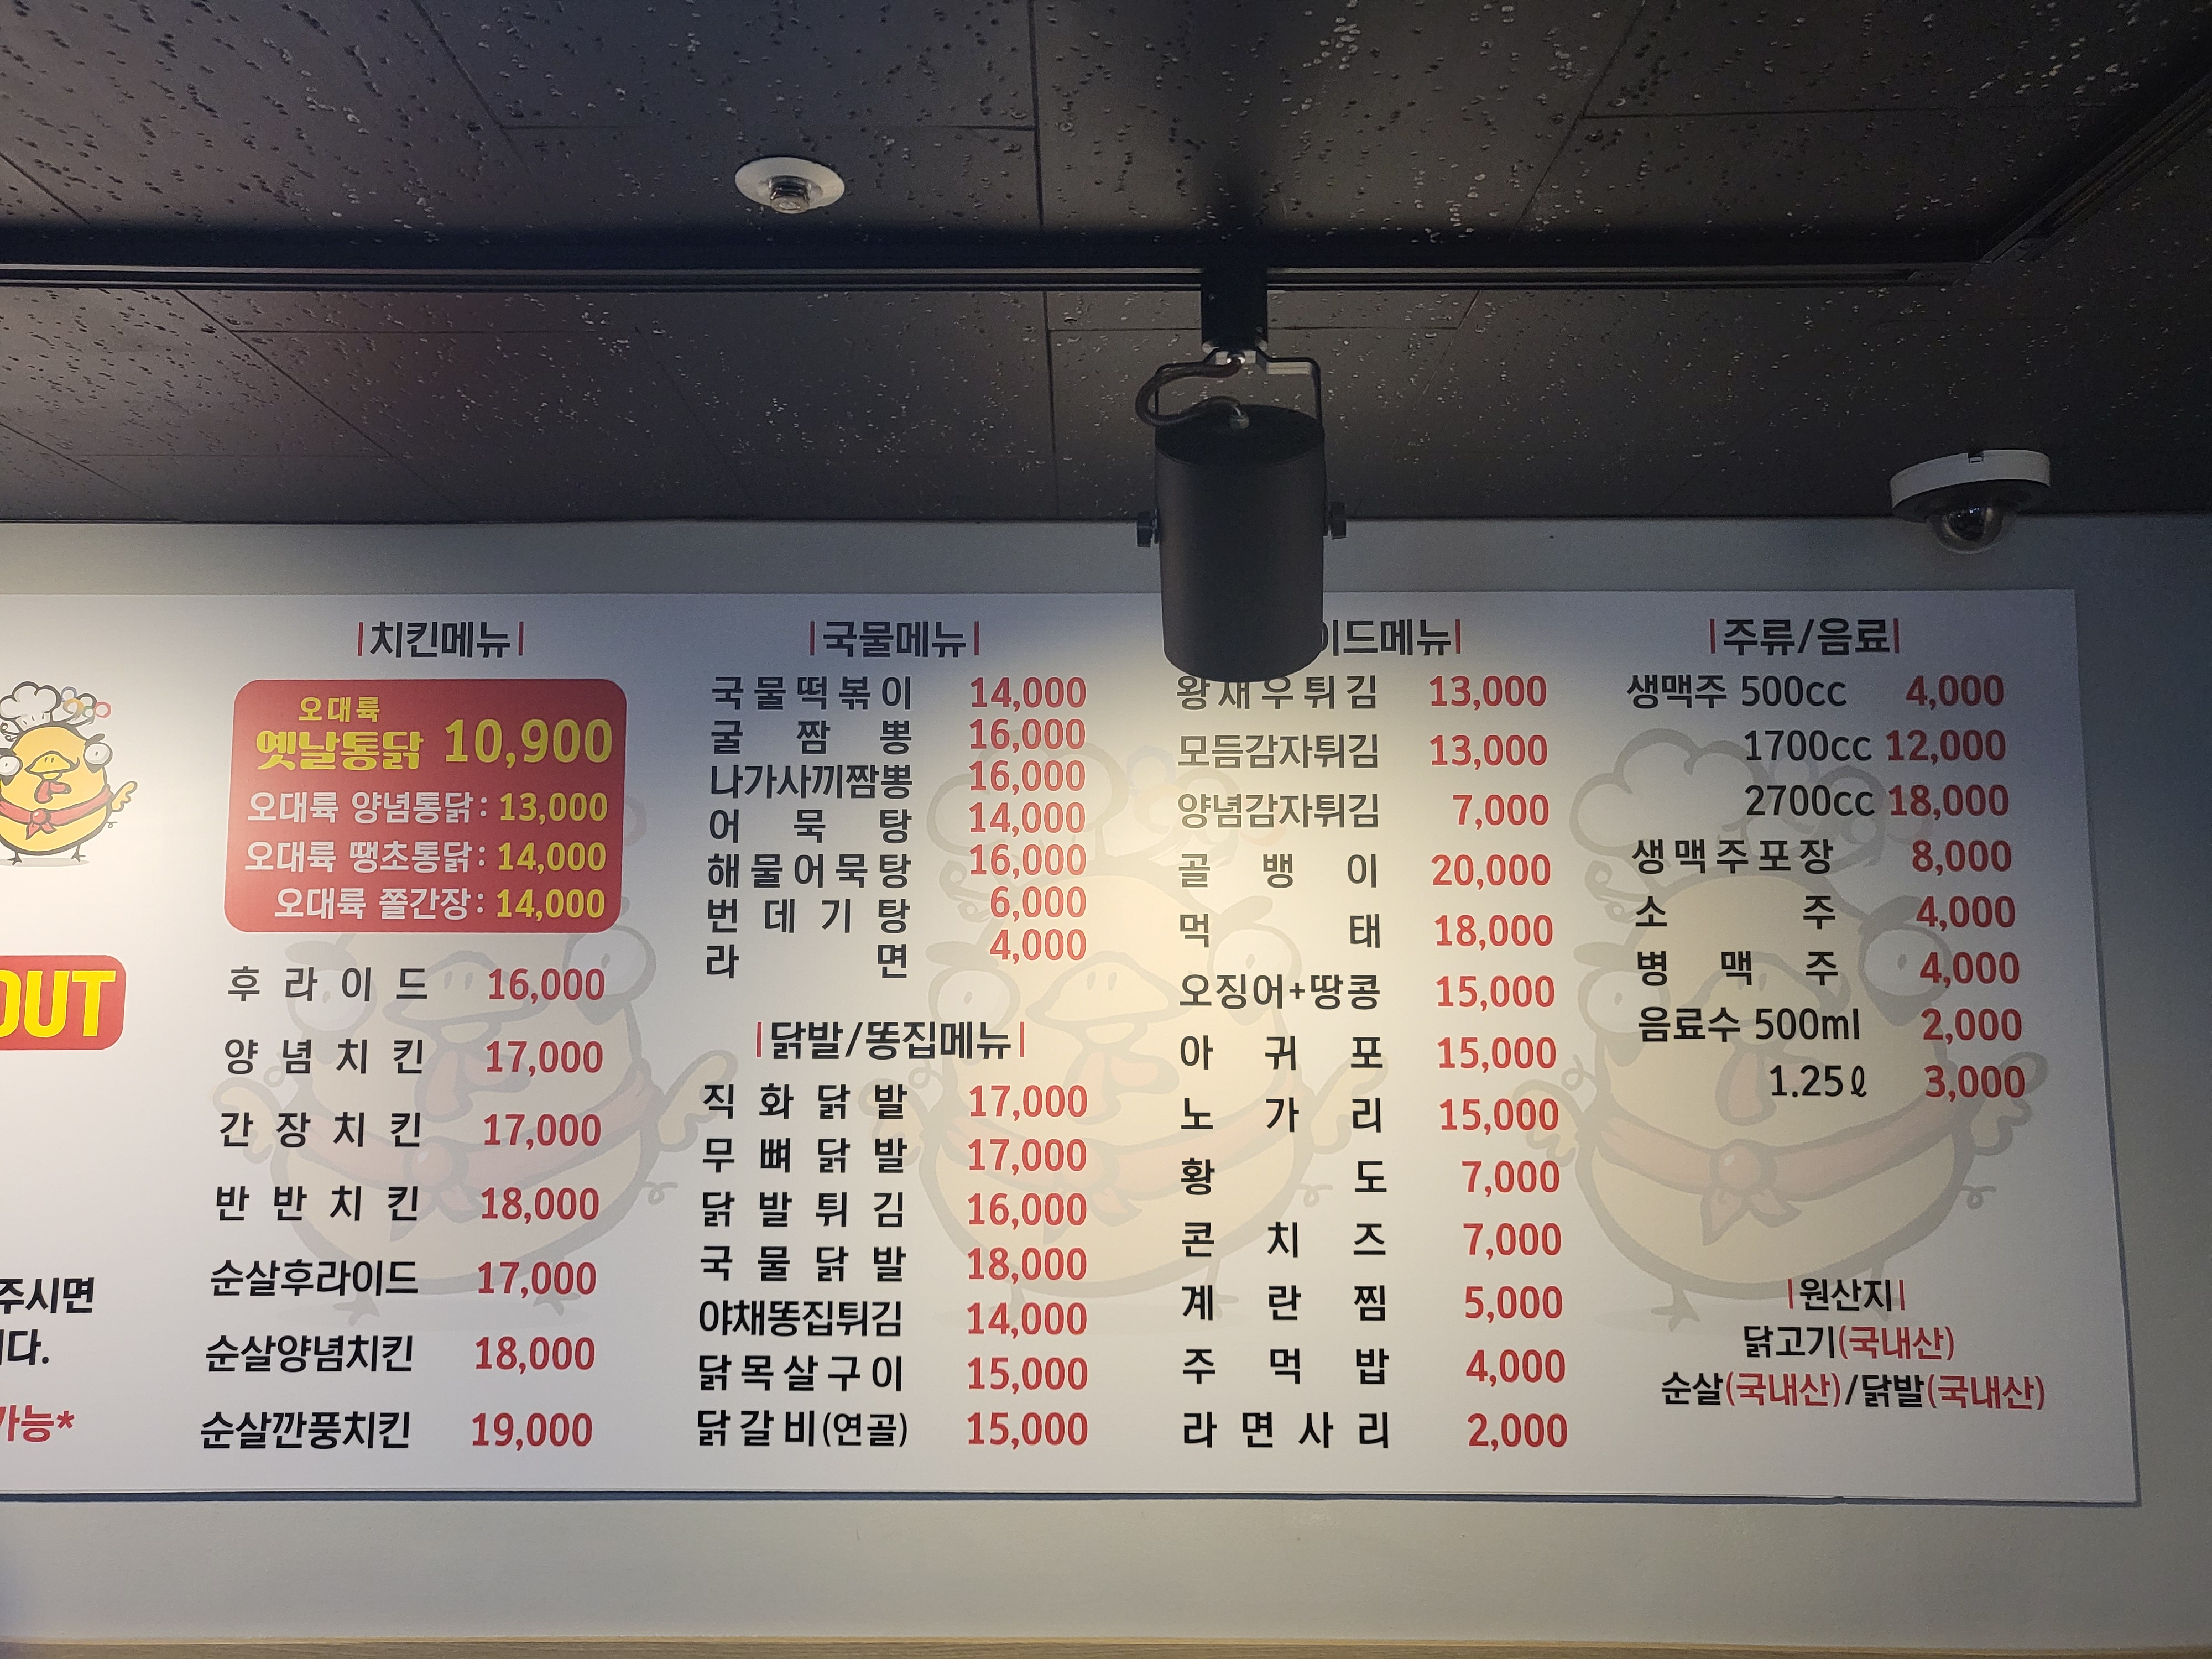 OUT
주시면
다.
가능*
|치킨메뉴|
오대륙
옛날통닭 10,900
오대륙 양념통닭: 13,000
오대륙 땡초통닭: 14,000
오대륙 쫄간장: 14,000
후라이드 16,000
양념치킨 17,000
간장치킨 17,000
반반치킨 18,000
순살후라이드 17,000
순살양념치킨 18,000
순살깐풍치킨 19,000
|국물메뉴|
국물떡볶이 14,000
굴짬뽕 16,000
나가사끼짬뽕 16,000
어묵탕 14,000
해물어묵탕 16,000
번데기탕 6,000
라면 4,000
|닭발/똥집메뉴|
직화닭발 17,000
무뼈닭발 17,000
닭발튀김 16,000
국물닭발 18,000
야채똥집튀김 14,000
닭목살구이 15,000
닭갈비(연골) 15,000
이드메뉴|
왕새우튀김 13,000
모듬감자튀김 13,000
양념감자튀김 7,000
골뱅이 20,000
먹태 18,000
오징어+땅콩 15,000
아귀포 15,000
노가리 15,000
황도 7,000
콘치즈 7,000
계란찜 5,000
주먹밥 4,000
라면사리 2,000
|주류/음료|
생맥주 500cc 4,000
1700cc 12,000
2700cc 18,000
생맥주포장 8,000
소주 4,000
병맥주 4,000
음료수 500ml 2,000
1.25ℓ 3,000
|원산지|
닭고기(국내산)
순살(국내산)/닭발(국내산)